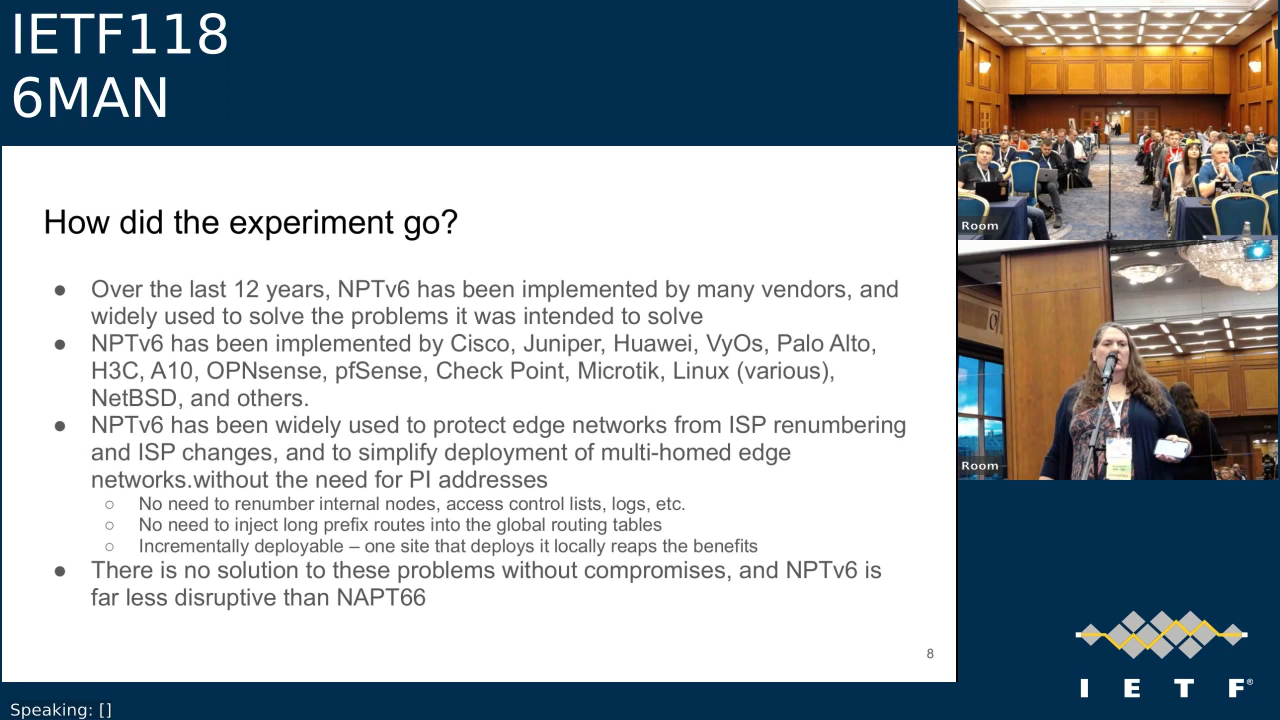 IETF118
6MAN
How did the experiment go?
● Over the last 12 years, NPTv6 has been implemented by many vendors, and
widely used to solve the problems it was intended to solve
● NPTv6 has been implemented by Cisco, Juniper, Huawei, VyOs, Palo Alto,
H3C, A10, OPNsense, pfSense, Check Point, Microtik, Linux (various),
NetBSD, and others.
● NPTv6 has been widely used to protect edge networks from ISP renumbering
and ISP changes, and to simplify deployment of multi-homed edge
networks.without the need for PI addresses
○ No need to renumber internal nodes, access control lists, logs, etc.
○ No need to inject long prefix routes into the global routing tables
○ Incrementally deployable – one site that deploys it locally reaps the benefits
● There is no solution to these problems without compromises, and NPTv6 is
far less disruptive than NAPT66
8
Room
Room
I E T F®
Speaking: []